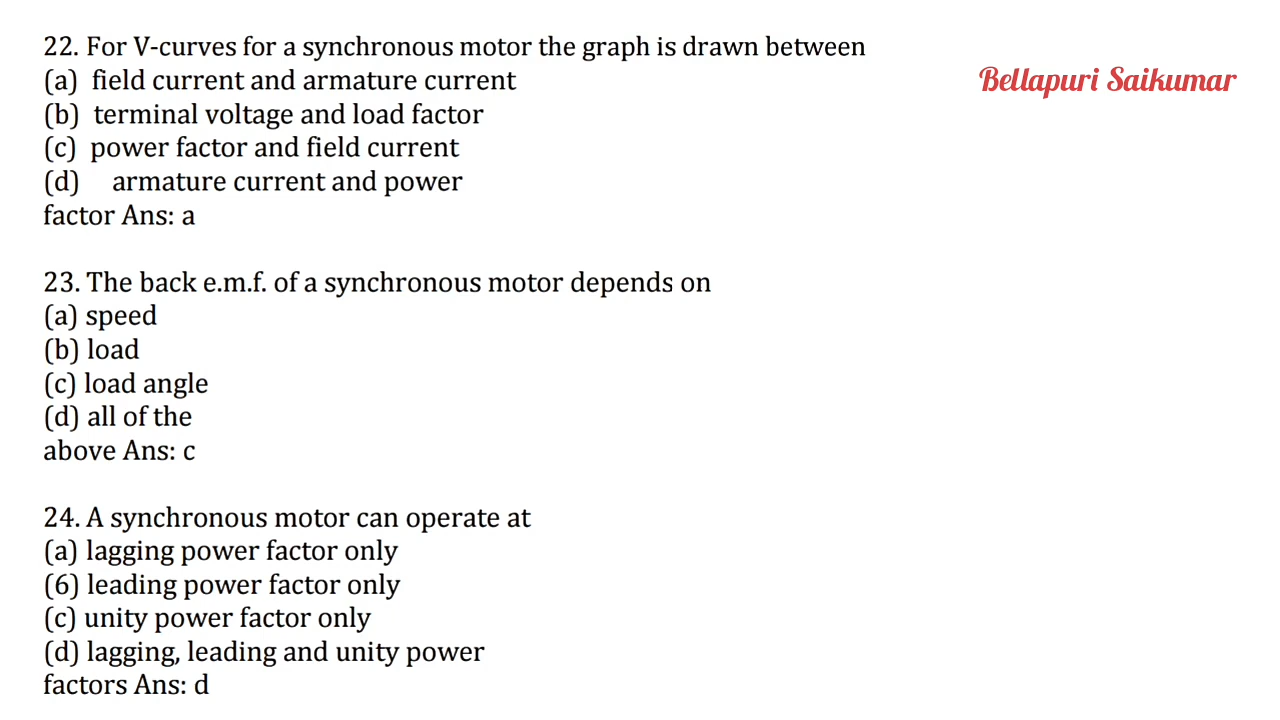 22. For V-curves for a synchronous motor the graph is drawn between
(a) field current and armature current
Bellapuri Saikumar
(b) terminal voltage and load factor
(c) power factor and field current
(d) armature current and power
factor Ans: a
23. The back e.m.f. of a synchronous motor depends on
(a) speed
(b) load
(c) load angle
(d) all of the
above Ans: c
24. A synchronous motor can operate at
(a) lagging power factor only
(6) leading power factor only
(c) unity power factor only
(d) lagging, leading and unity power
factors Ans: d